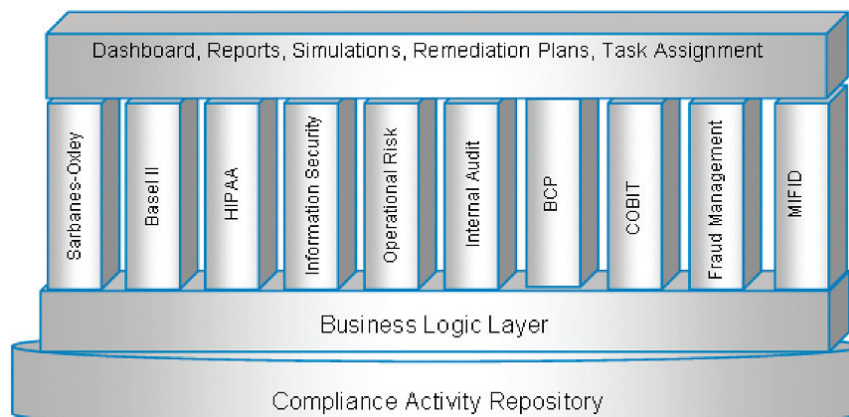 Dashboard, Reports, Simulations, Remediation Plans, Task Assignment
Sarbanes-Oxley
Basel II
HIPAA
Information Security
Operational Risk
Internal Audit
BCP
COBIT
Fraud Management
MIFID
Business Logic Layer
Compliance Activity Repository